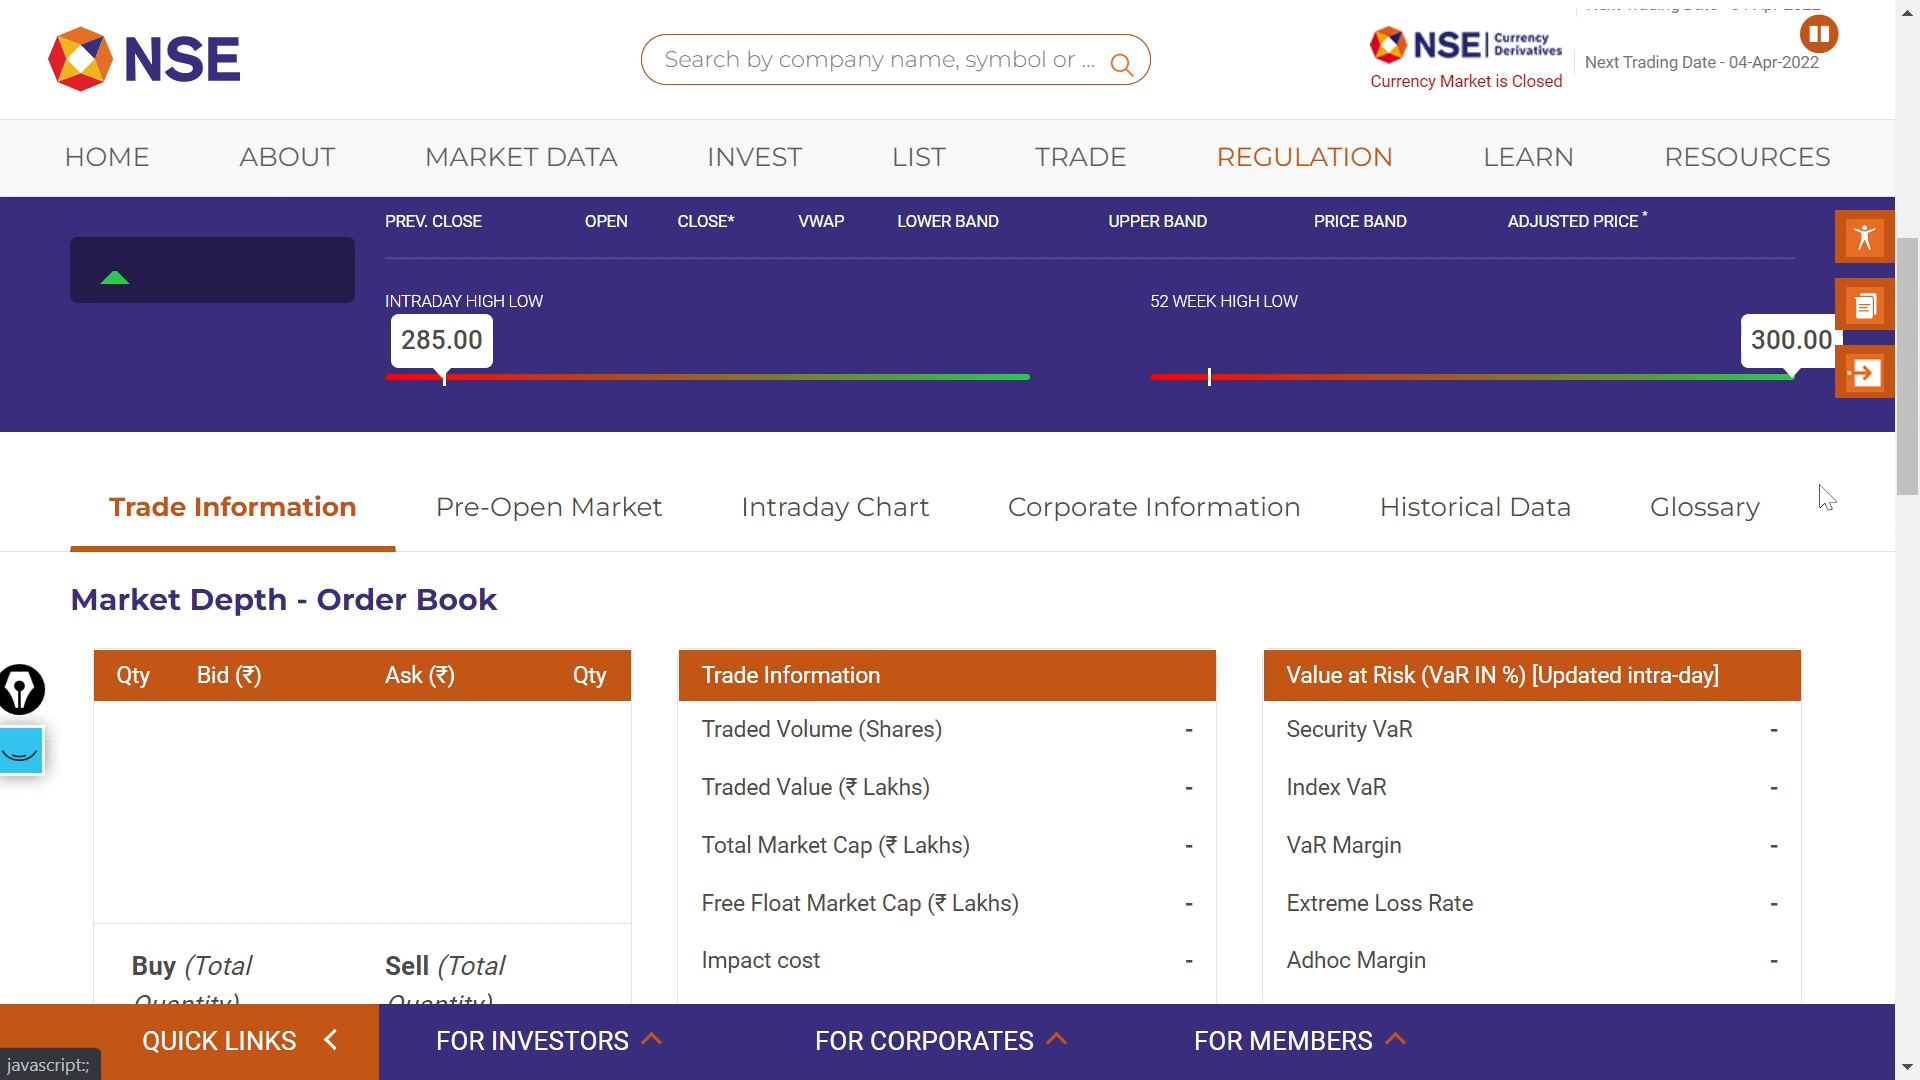 NSE
Search by company name, symbol or ...
NSE | Currency Derivatives
Currency Market is Closed
Next Trading Date - 04-Apr-2022
HOME ABOUT MARKET DATA INVEST LIST TRADE REGULATION LEARN RESOURCES
PREV. CLOSE OPEN CLOSE* VWAP LOWER BAND UPPER BAND PRICE BAND ADJUSTED PRICE *
INTRADAY HIGH LOW 52 WEEK HIGH LOW
285.00 300.00
Trade Information Pre-Open Market Intraday Chart Corporate Information Historical Data Glossary
Market Depth - Order Book
Qty Bid (₹) Ask (₹) Qty
Buy (Total Quantity) Sell (Total Quantity)
Trade Information
Traded Volume (Shares) -
Traded Value (₹ Lakhs) -
Total Market Cap (₹ Lakhs) -
Free Float Market Cap (₹ Lakhs) -
Impact cost -
Value at Risk (VaR IN %) [Updated intra-day]
Security VaR -
Index VaR -
VaR Margin -
Extreme Loss Rate -
Adhoc Margin -
QUICK LINKS FOR INVESTORS FOR CORPORATES FOR MEMBERS
javascript:;